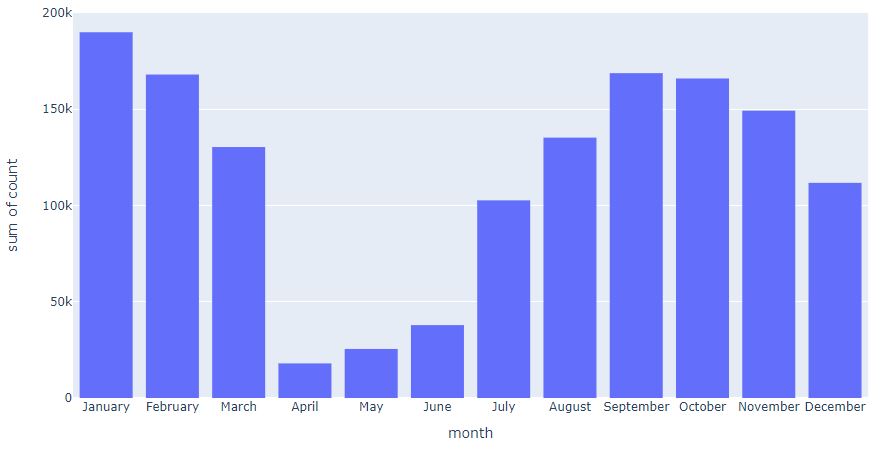 200k
150k
100k
50k
0
sum of count
January February March April May June July August September October November December
month